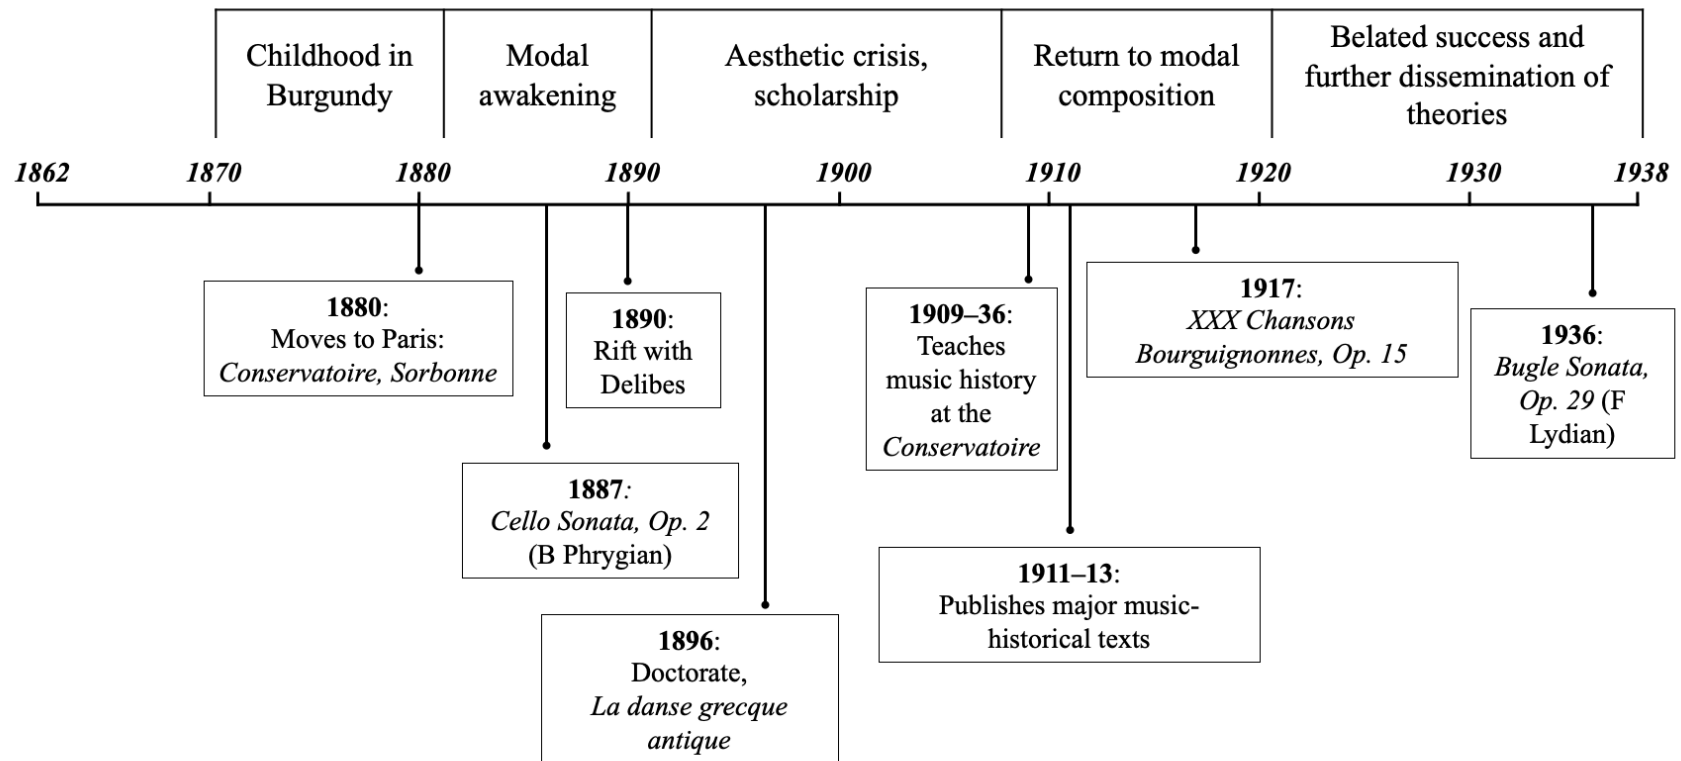 Childhood in
Burgundy
Modal
awakening
Aesthetic crisis,
scholarship
Return to modal
composition
Belated success and
further dissemination of
theories
1862
1870
1880
1890
1900
1910
1920
1930
1938
1880:
Moves to Paris:
Conservatoire, Sorbonne
1890:
Rift with
Delibes
1909–36:
Teaches
music history
at the
Conservatoire
1917:
XXX Chansons
Bourguignonnes, Op. 15
1936:
Bugle Sonata,
Op. 29 (F
Lydian)
1887:
Cello Sonata, Op. 2
(B Phrygian)
1911–13:
Publishes major music-
historical texts
1896:
Doctorate,
La danse grecque
antique